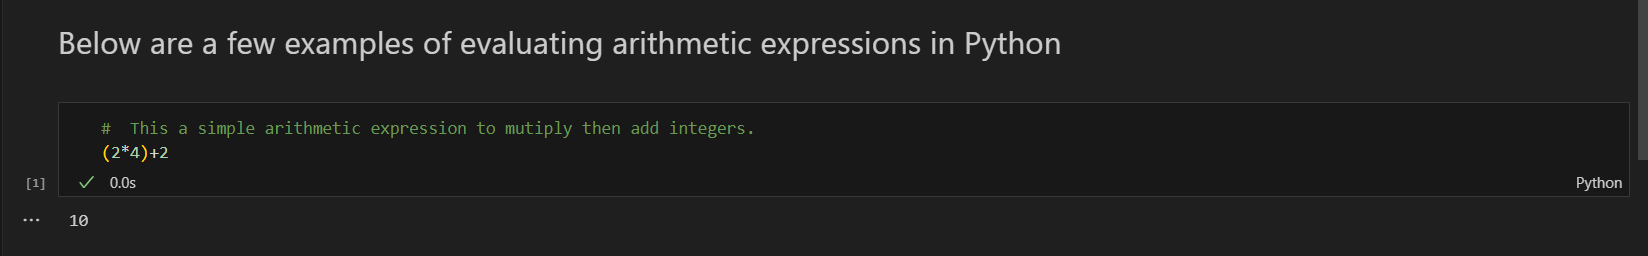 Below are a few examples of evaluating arithmetic expressions in Python
#  This a simple arithmetic expression to mutiply then add integers.
(2*4)+2
[1] 0.0s Python
... 10